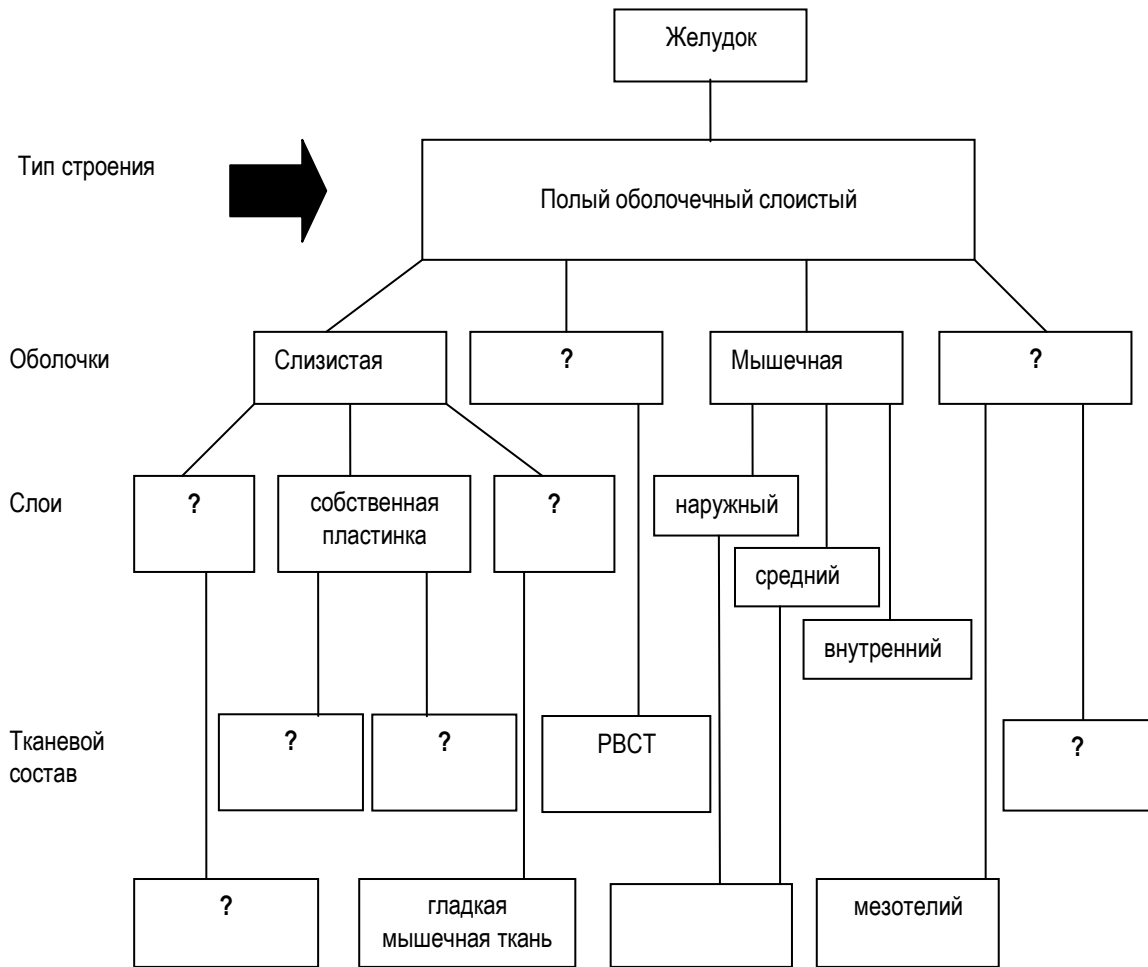 Желудок
Тип строения
Полый оболочечный слоистый
Оболочки
Слизистая
?
Мышечная
?
Слои
?
собственная
пластинка
?
наружный
средний
внутренний
Тканевой
состав
?
?
РВСТ
?
?
гладкая
мышечная ткань
мезотелий